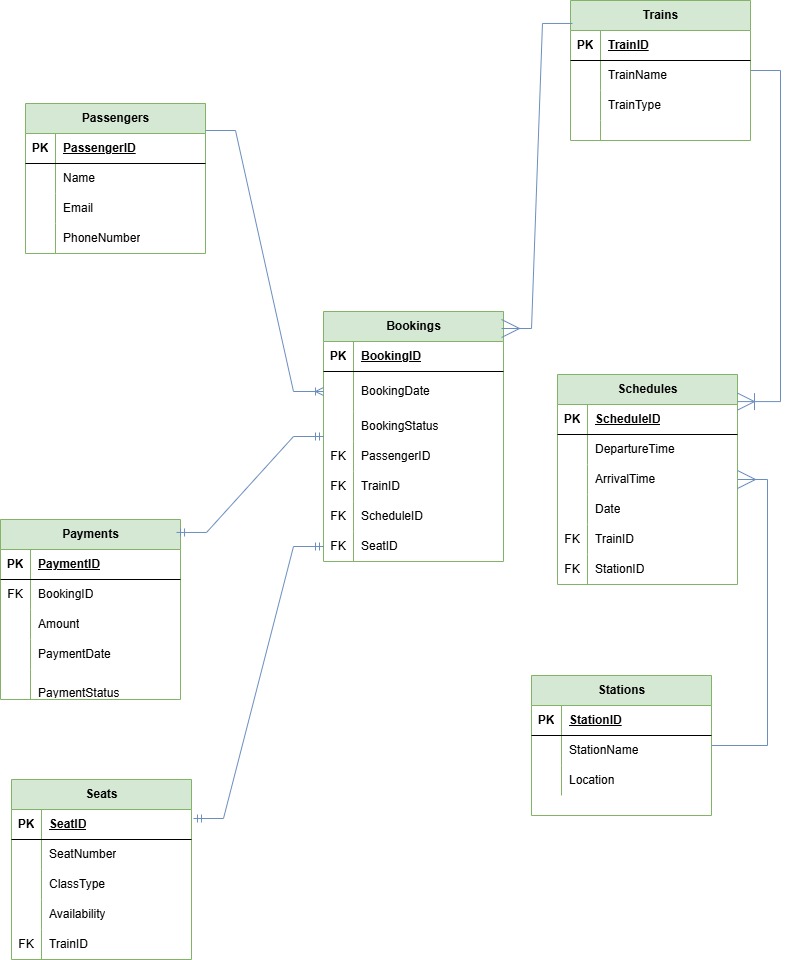 Trains
PK TrainID
TrainName
TrainType
Passengers
PK PassengerID
Name
Email
PhoneNumber
Bookings
PK BookingID
BookingDate
BookingStatus
FK PassengerID
FK TrainID
FK ScheduleID
FK SeatID
Schedules
PK ScheduleID
DepartureTime
ArrivalTime
Date
FK TrainID
FK StationID
Payments
PK PaymentID
FK BookingID
Amount
PaymentDate
PaymentStatus
Stations
PK StationID
StationName
Location
Seats
PK SeatID
SeatNumber
ClassType
Availability
FK TrainID